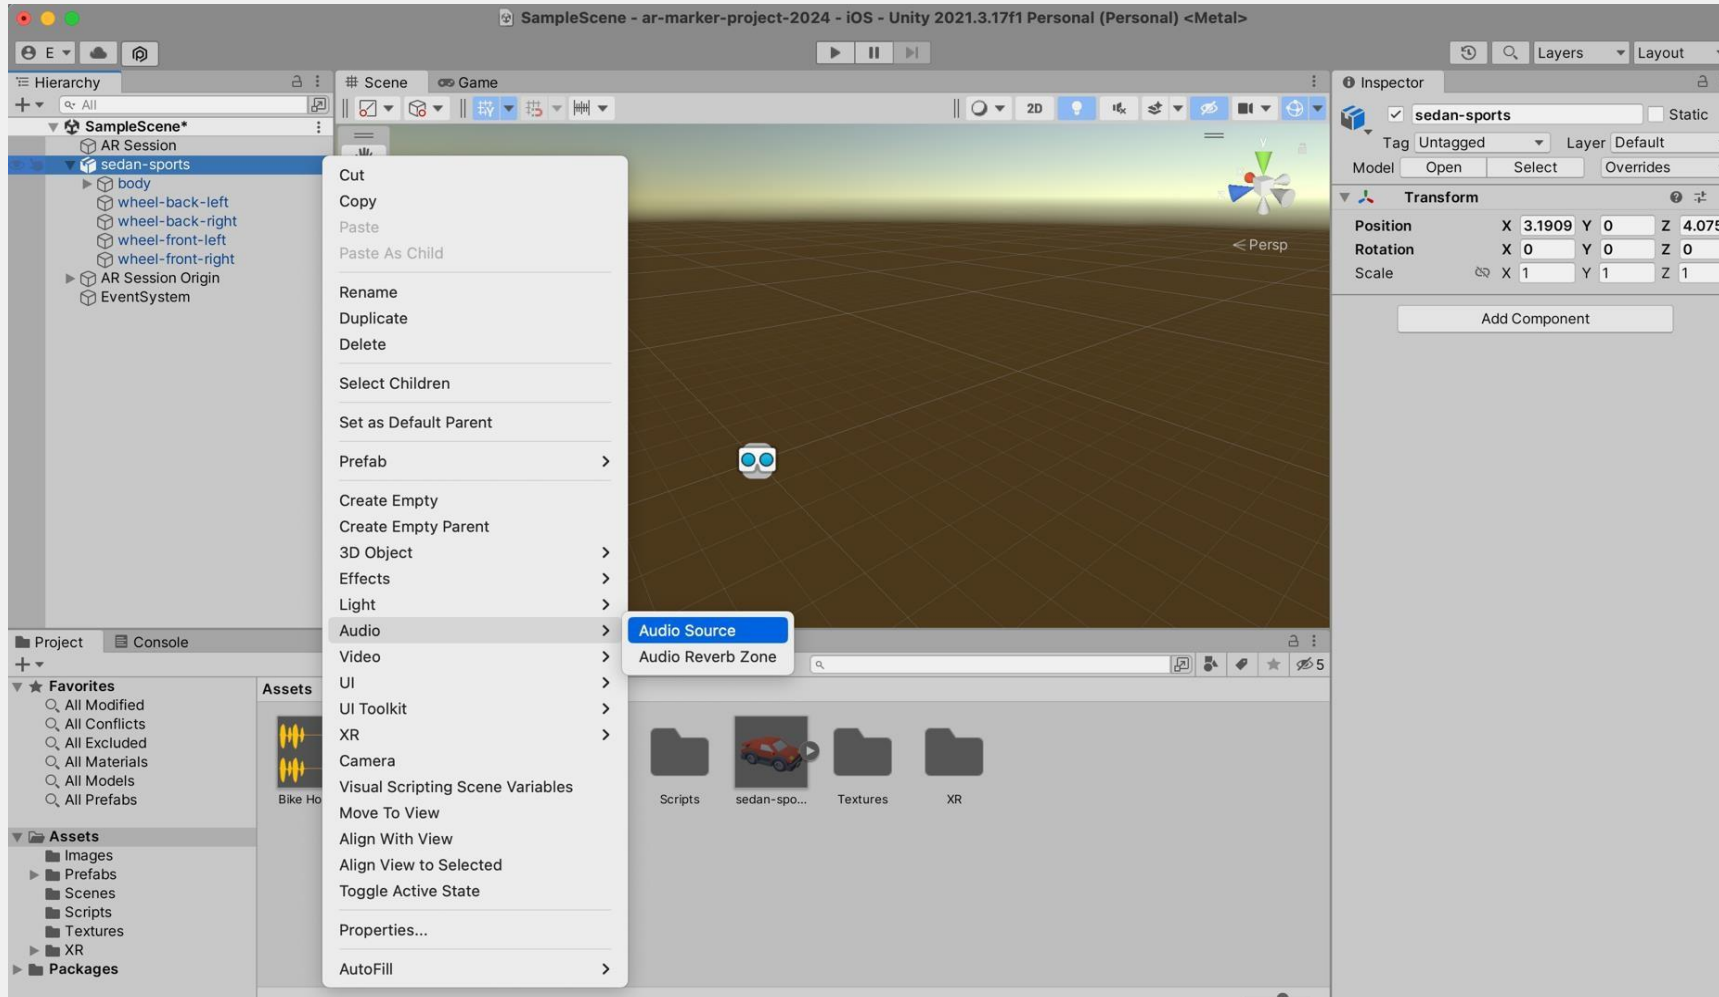 SampleScene - ar-marker-project-2024 - iOS - Unity 2021.3.17f1 Personal (Personal) <Metal>
E
Layers
Layout
Hierarchy
All
SampleScene*
AR Session
sedan-sports
body
wheel-back-left
wheel-back-right
wheel-front-left
wheel-front-right
AR Session Origin
EventSystem
Scene
Game
2D
Persp
Cut
Copy
Paste
Paste As Child
Rename
Duplicate
Delete
Select Children
Set as Default Parent
Prefab
Create Empty
Create Empty Parent
3D Object
Effects
Light
Audio
Video
UI
UI Toolkit
XR
Camera
Visual Scripting Scene Variables
Move To View
Align With View
Align View to Selected
Toggle Active State
Properties...
AutoFill
Audio Source
Audio Reverb Zone
Inspector
sedan-sports
Static
Tag Untagged Layer Default
Model Open Select Overrides
Transform
Position X 3.1909 Y 0 Z 4.075
Rotation X 0 Y 0 Z 0
Scale X 1 Y 1 Z 1
Add Component
Project
Console
5
Favorites
All Modified
All Conflicts
All Excluded
All Materials
All Models
All Prefabs
Assets
Images
Prefabs
Scenes
Scripts
Textures
XR
Packages
Assets
Bike Ho
Scripts
sedan-spo...
Textures
XR